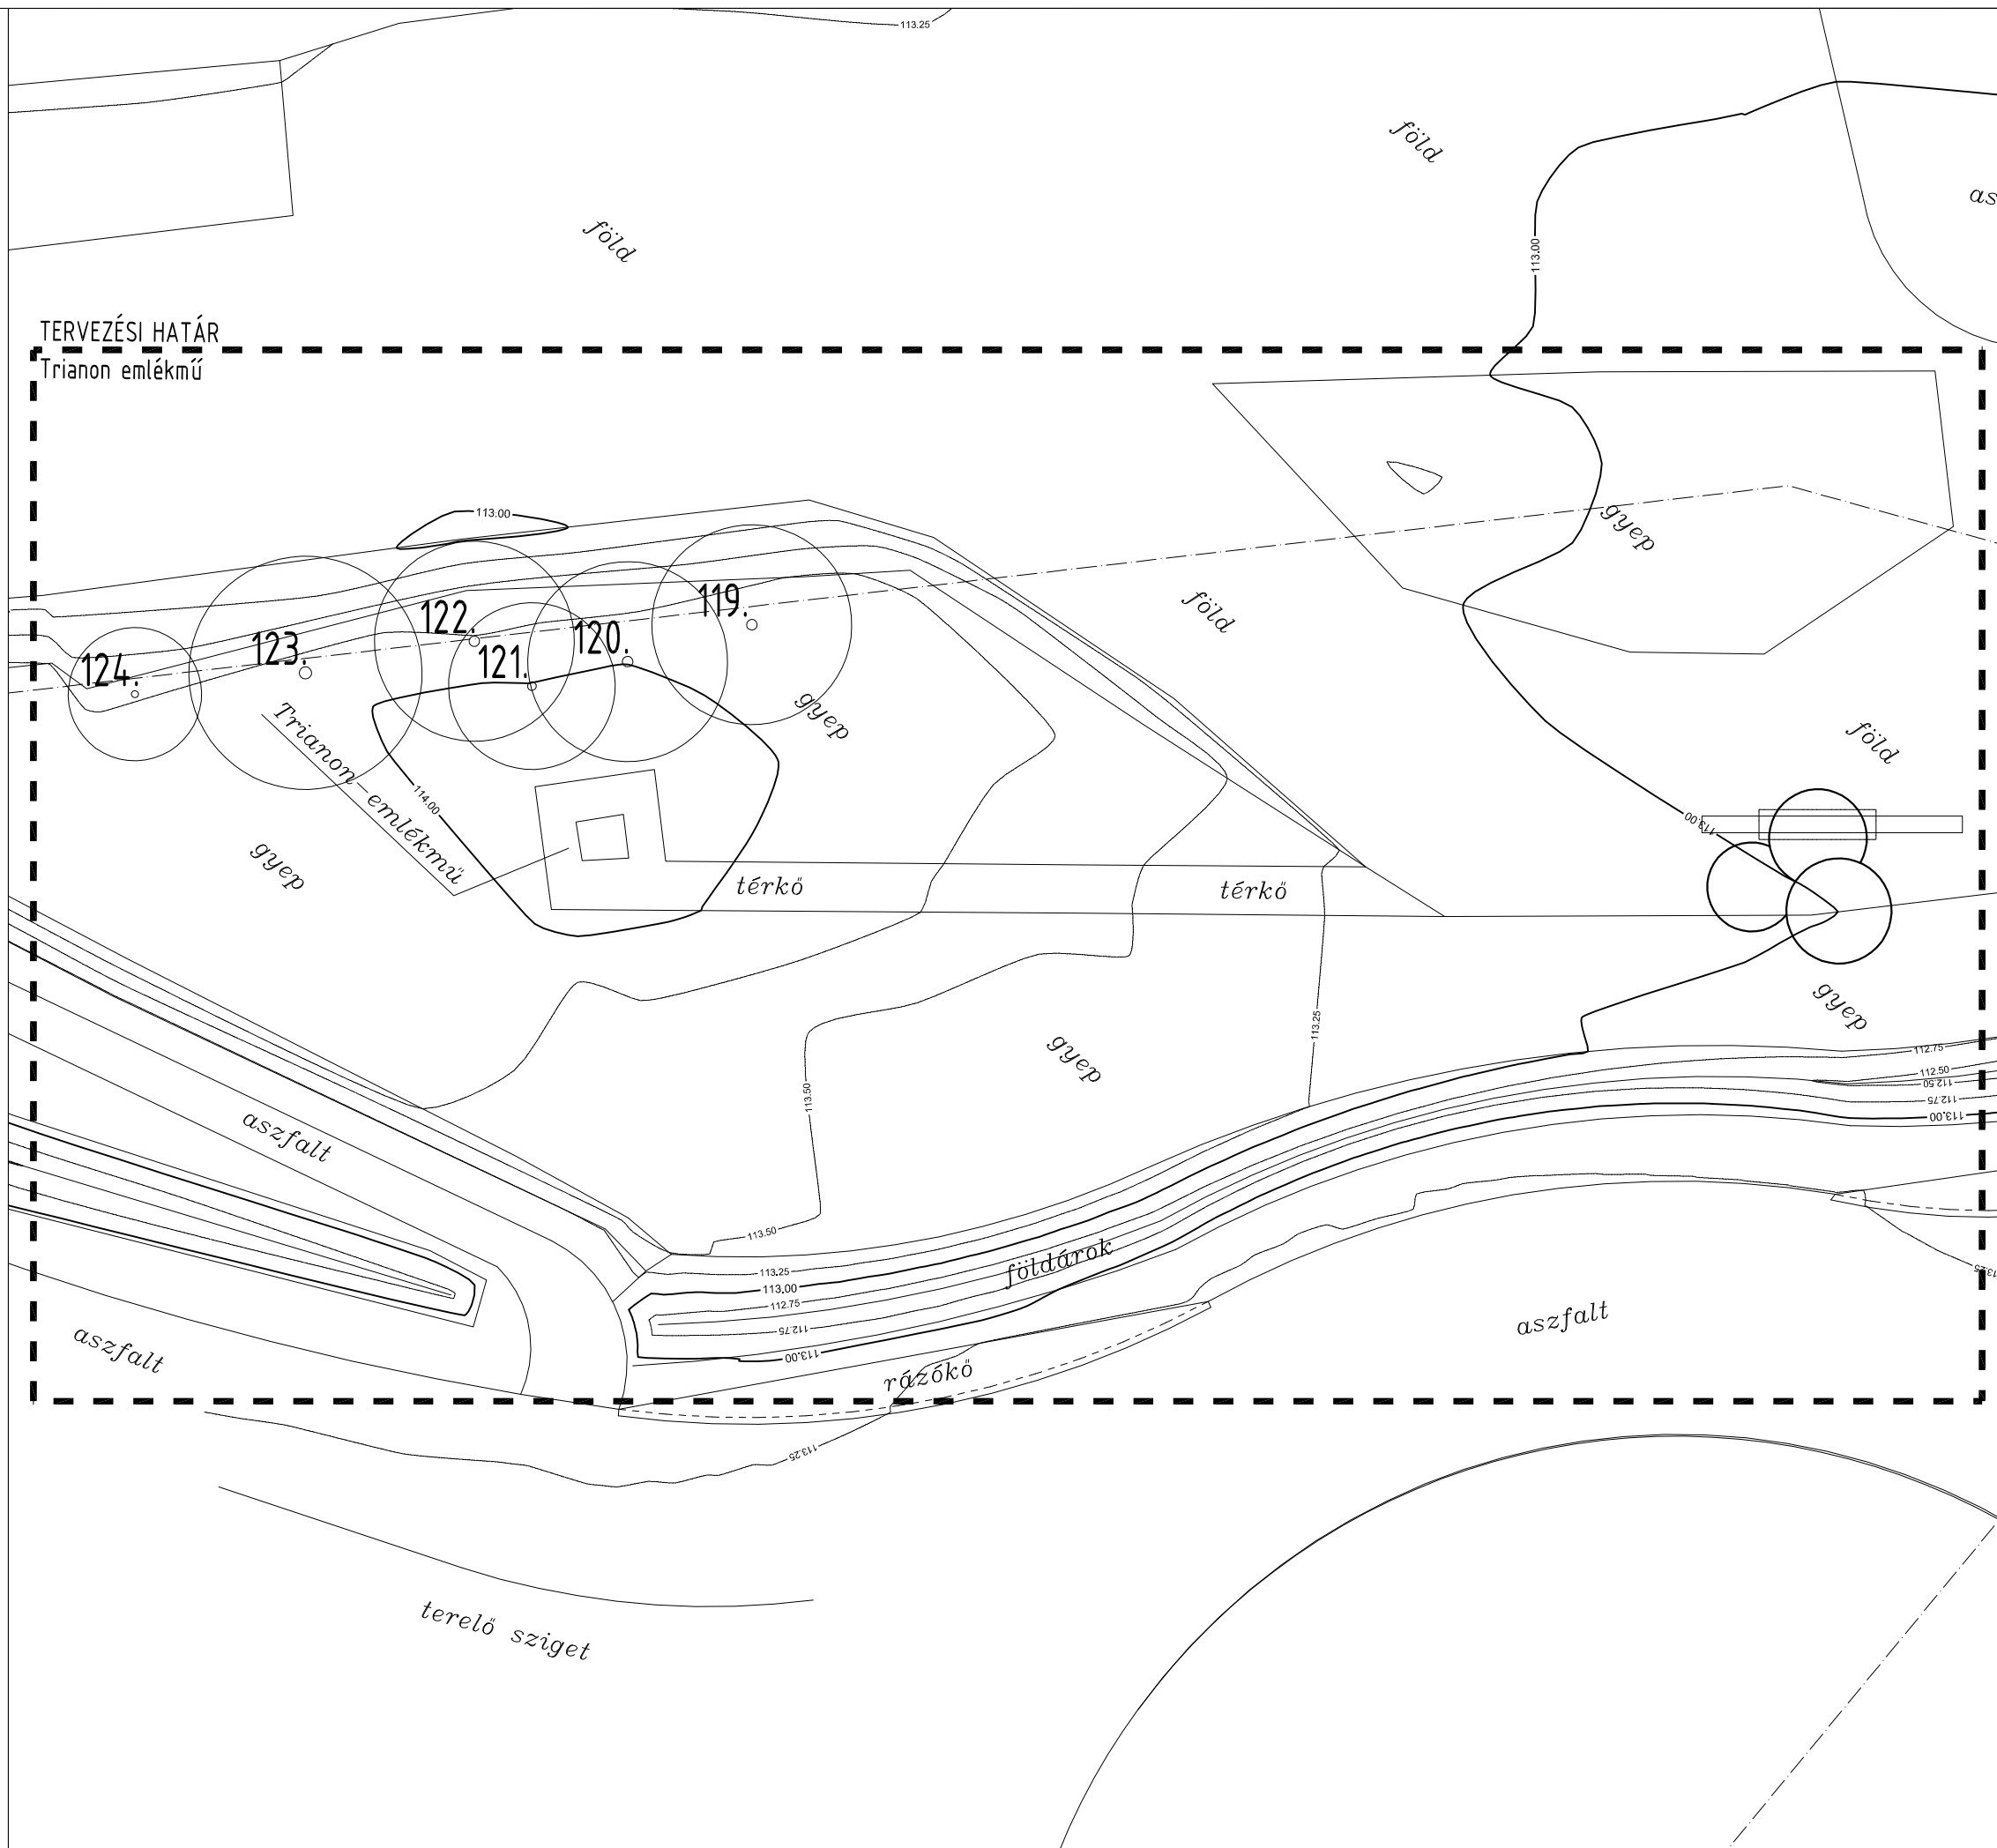 113.25
föld
as
föld
113.00
TERVEZÉSI HATÁR
Trianon emlékmű
113.00
gyep
119.
122.
föld
120.
123.
121.
124.
gyep
föld
Trianon emlékmű
114.00
113.00
gyep
térkő
térkő
gyep
113.25
gyep
112.75
112.50
112.50
112.75
113.00
113.50
aszfalt
113.50
földárok
113.25
113.25
113.00
112.75
112.75
aszfalt
aszfalt
113.00
rázókő
113.25
terelő sziget